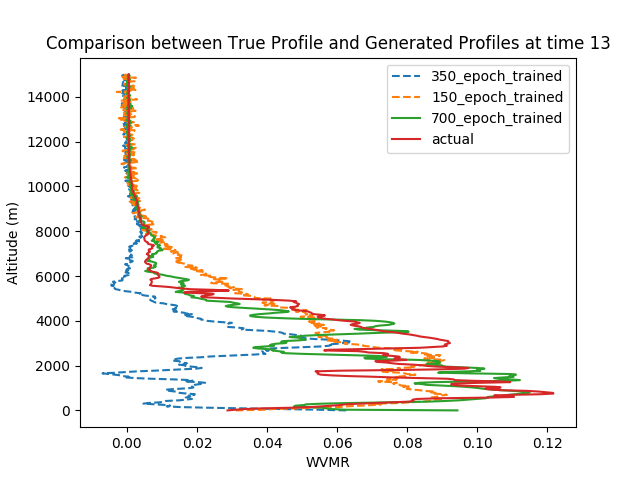 Comparison between True Profile and Generated Profiles at time 13
350_epoch_trained
150_epoch_trained
700_epoch_trained
actual
14000
12000
10000
8000
6000
4000
2000
0
Altitude (m)
0.00 0.02 0.04 0.06 0.08 0.10 0.12
WVMR